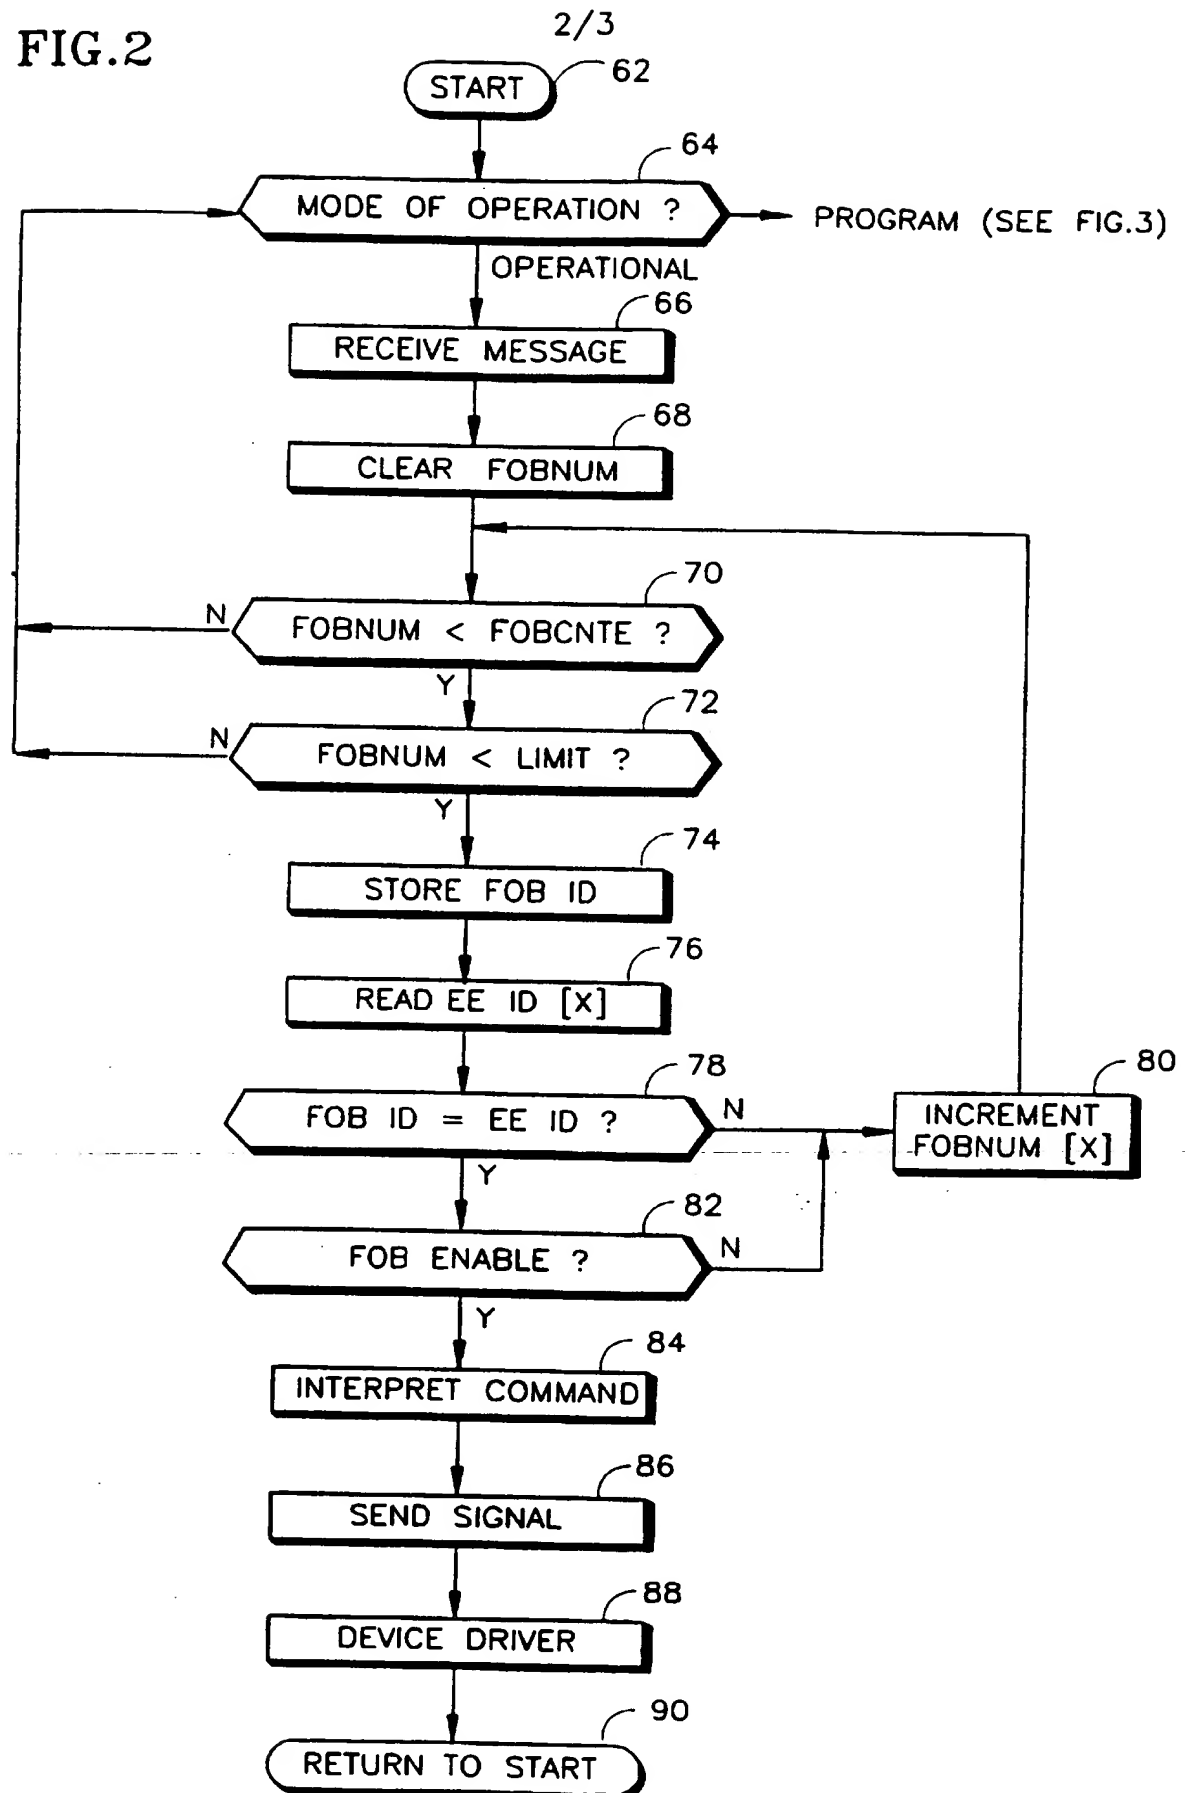 2/3
FIG.2
START
62
64
MODE OF OPERATION ?
PROGRAM (SEE FIG.3)
OPERATIONAL
66
RECEIVE MESSAGE
68
CLEAR FOBNUM
70
N
FOBNUM < FOBCNTE ?
Y
72
N
FOBNUM < LIMIT ?
Y
74
STORE FOB ID
76
READ EE ID [X]
78
FOB ID = EE ID ?
N
80
INCREMENT
FOBNUM [X]
Y
82
FOB ENABLE ?
N
Y
84
INTERPRET COMMAND
86
SEND SIGNAL
88
DEVICE DRIVER
90
RETURN TO START